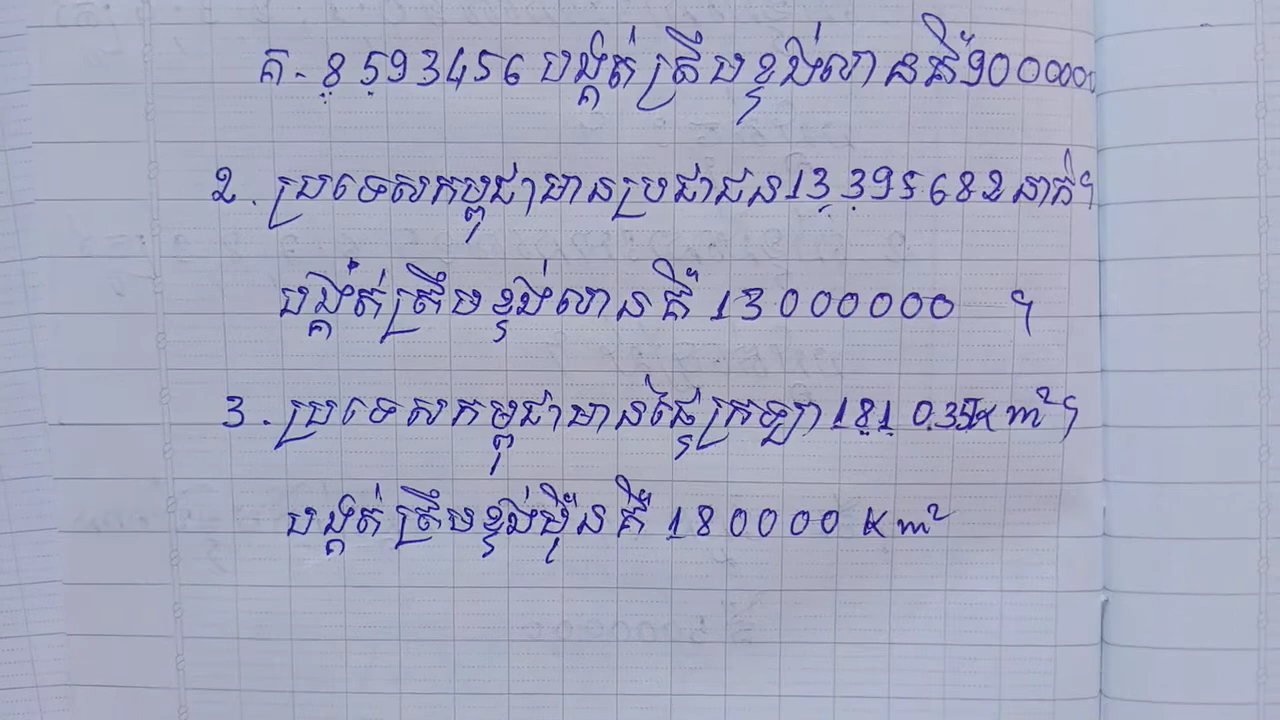 គ. 8593456 បង្គត់ត្រឹមខ្ទង់លានគឺ 9000000
2. ប្រទេសកម្ពុជាមានប្រជាជន 13 395 682 នាក់។
បង្គត់ត្រឹមខ្ទង់លានគឺ 13000000 ។
3. ប្រទេសកម្ពុជាមានផ្ទៃក្រឡា 181 035 km²។
បង្គត់ត្រឹមខ្ទង់ម៉ឺនគឺ 180000 km²